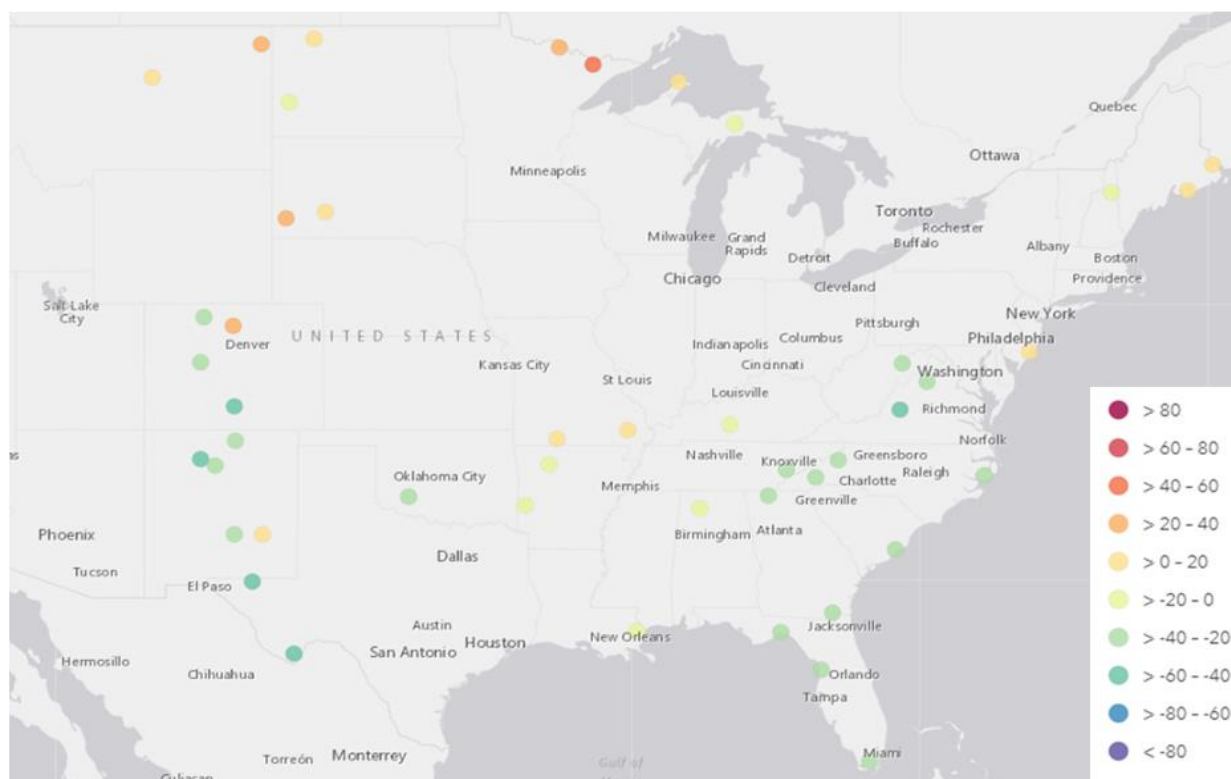 Quebec
Ottawa
Minneapolis
Toronto
Rochester
Milwaukee
Grand
Rapids
Buffalo
Albany
Detroit
Boston
Chicago
Providence
Cleveland
Salt Lake
City
New York
Pittsburgh
UNITED STATES
Denver
Indianapolis
Columbus
Philadelphia
Kansas City
Cincinnati
St Louis
Washington
Louisville
Richmond
Norfolk
Nashville
Knoxville
Greensboro
Raleigh
Oklahoma City
Memphis
Charlotte
Greenville
Phoenix
Birmingham
Atlanta
Dallas
Tucson
El Paso
Austin
Jacksonville
New Orleans
Houston
San Antonio
Hermosillo
Chihuahua
Orlando
Tampa
Monterrey
Torreón
Miami
Gulf of
> 80
> 60 - 80
> 40 - 60
> 20 - 40
> 0 - 20
> -20 - 0
> -40 - -20
> -60 - -40
> -80 - -60
< -80